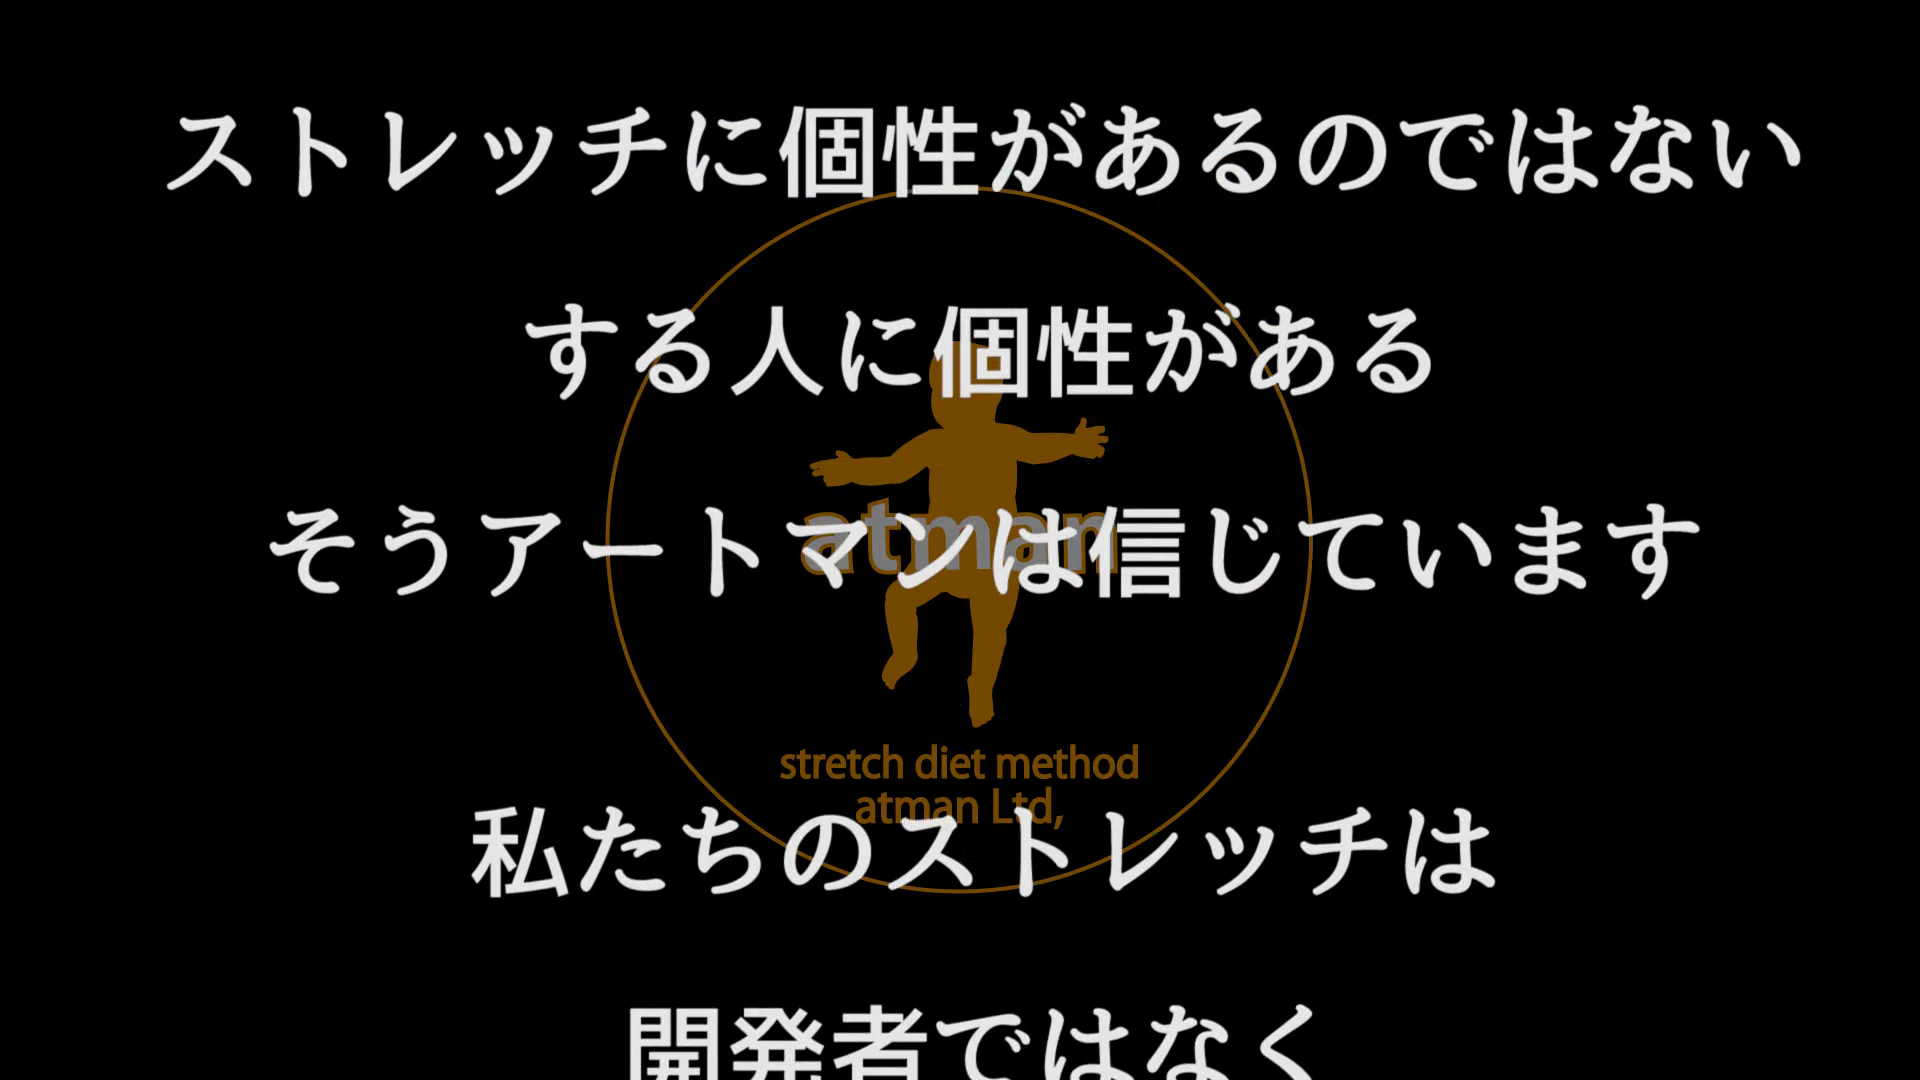 ストレッチに個性があるのではない
する人に個性がある
そうアートマンは信じています
atman
stretch diet method
atman Ltd,
私たちのストレッチは
開発者ではなく